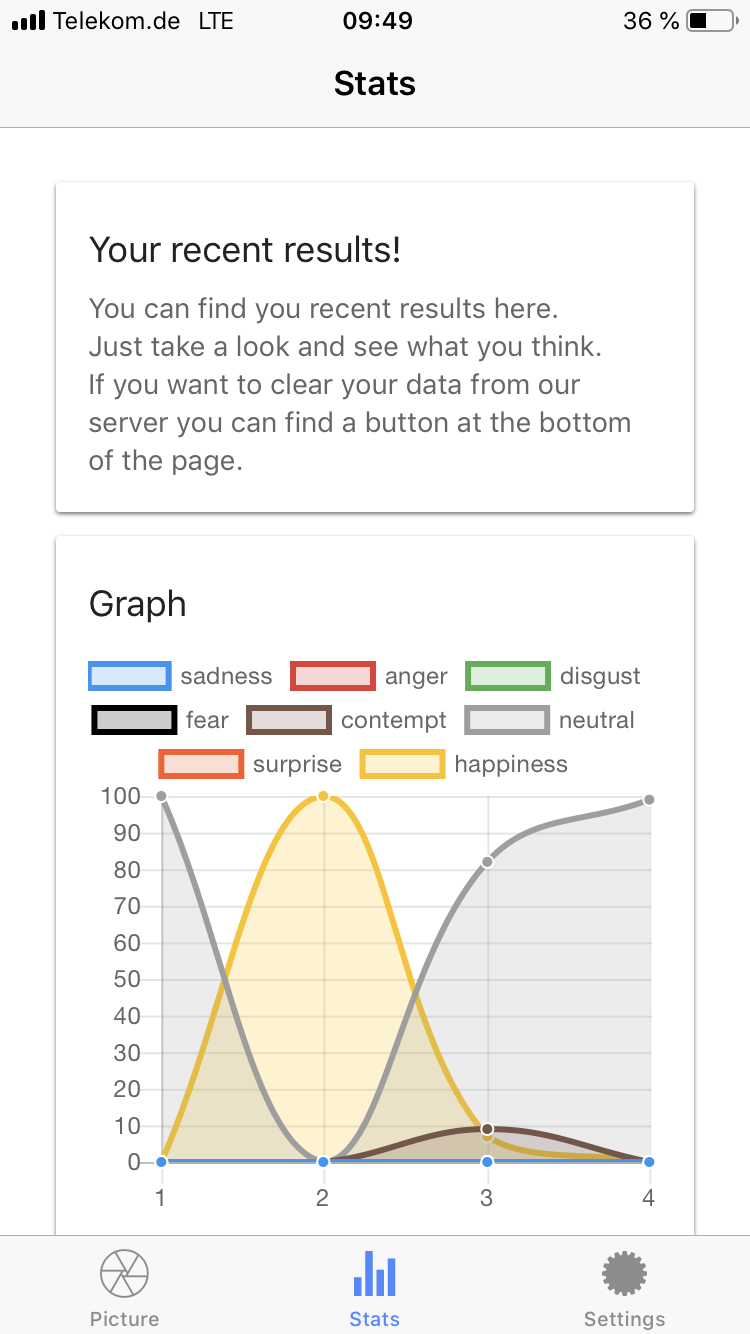 Telekom.de LTE 09:49 36 %
Stats
Your recent results!
You can find you recent results here.
Just take a look and see what you think.
If you want to clear your data from our
server you can find a button at the bottom
of the page.
Graph
sadness anger disgust
fear contempt neutral
surprise happiness
100
90
80
70
60
50
40
30
20
10
0
1 2 3 4
Picture Stats Settings